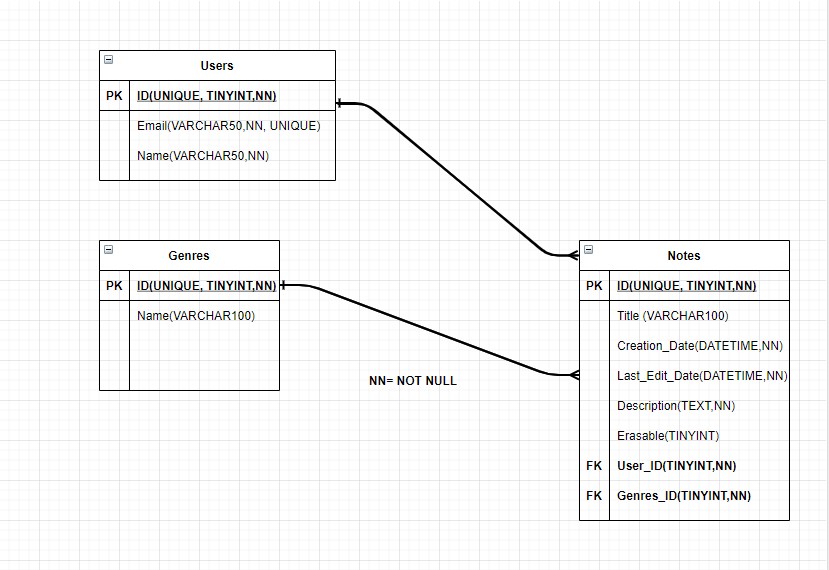 Users
PK ID(UNIQUE, TINYINT,NN)
Email(VARCHAR50,NN, UNIQUE)
Name(VARCHAR50,NN)
Genres
PK ID(UNIQUE, TINYINT,NN)
Name(VARCHAR100)
NN= NOT NULL
Notes
PK ID(UNIQUE, TINYINT,NN)
Title (VARCHAR100)
Creation_Date(DATETIME,NN)
Last_Edit_Date(DATETIME,NN)
Description(TEXT,NN)
Erasable(TINYINT)
FK User_ID(TINYINT,NN)
FK Genres_ID(TINYINT,NN)